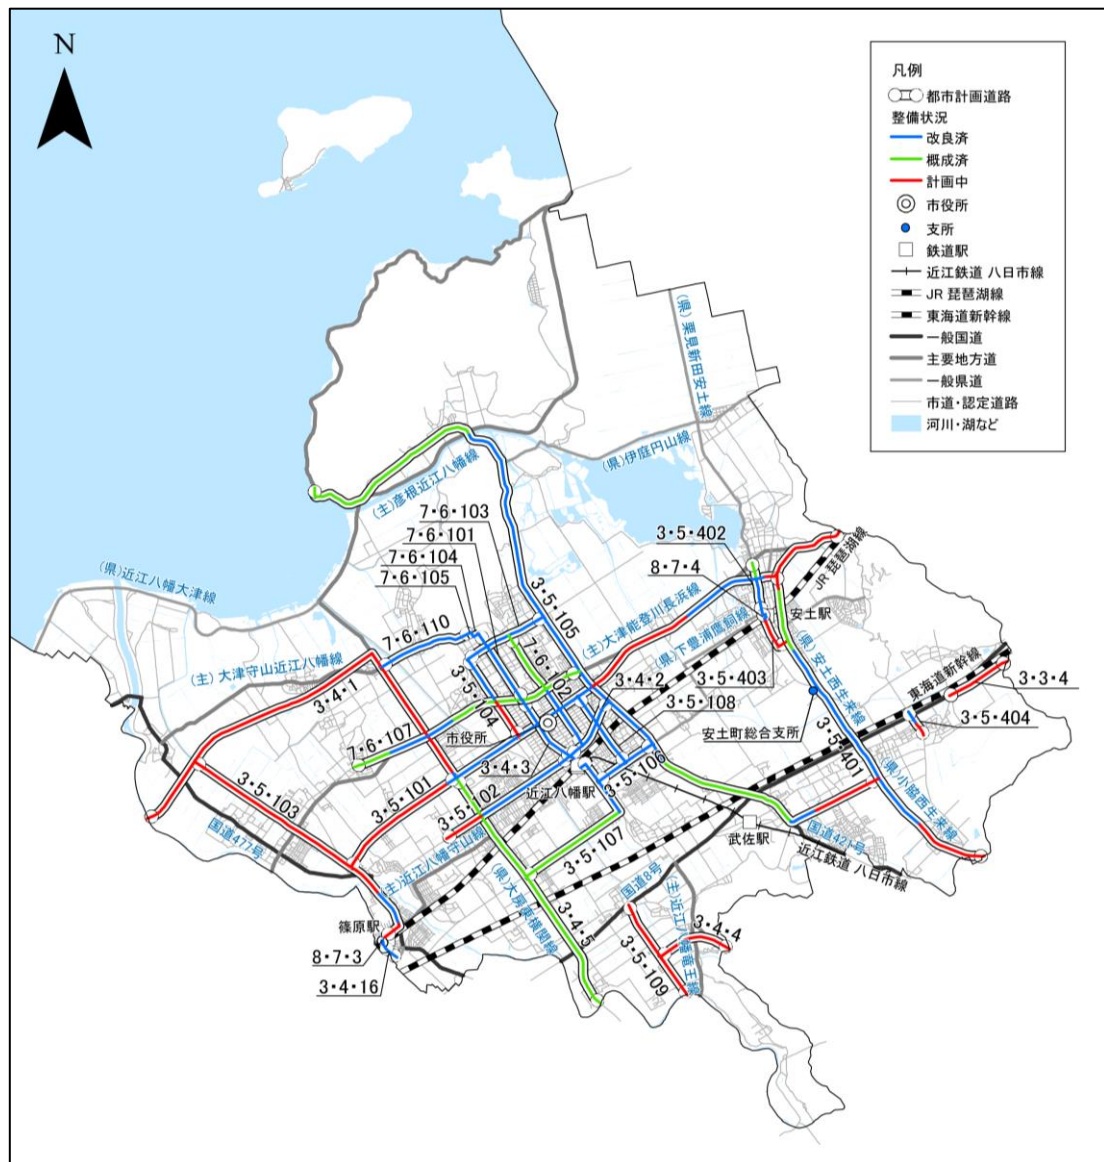 N
凡例
都市計画道路
整備状況
改良済
概成済
計画中
市役所
支所
鉄道駅
近江鉄道 八日市線
JR 琵琶湖線
東海道新幹線
一般国道
主要地方道
一般県道
市道・認定道路
河川・湖など
(県)栗見新田安土線
(県)伊庭円山線
(主)彦根近江八幡線
7・6・103
7・6・101
7・6・104
7・6・105
3・5・402
8・7・4
JR 琵琶湖線
(県)近江八幡大津線
3・5・105
(主)大津能登川長浜線
安土駅
7・6・110
(県)下豊浦鷹飼線
(主)大津守山近江八幡線
7・6・102
3・4・2
(県)安土西生来線
東海道新幹線
3・4・1
3・5・104
3・5・403
3・3・4
3・5・108
3・5・404
7・6・107
市役所
安土町総合支所
3・5・401
3・4・3
3・5・106
(県)小脇西生来線
3・5・101
近江八幡駅
3・5・103
3・5・102
国道421号
武佐駅
国道477号
3・5・107
近江鉄道 八日市線
(主)近江八幡守山線
(県)大房東横関線
国道8号
3・4・5
(主)近江八幡竜王線
3・4・4
篠原駅
3・5・109
8・7・3
3・4・16